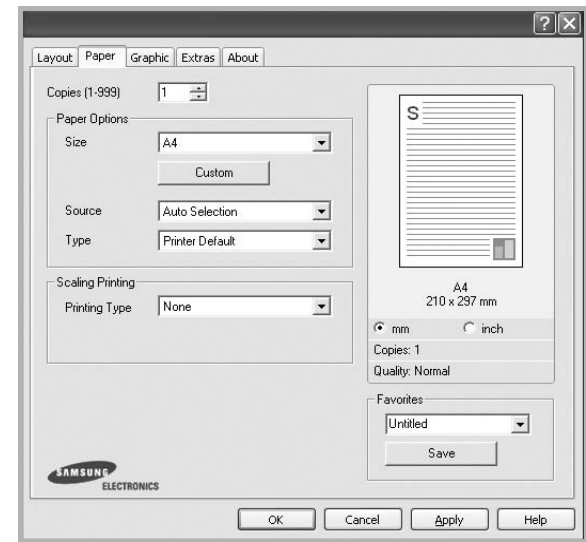 ? X
Layout Paper Graphic Extras About
Copies (1-999) 1
Paper Options
Size A4
Custom
Source Auto Selection
Type Printer Default
Scaling Printing
Printing Type None
S
A4
210 x 297 mm
mm inch
Copies: 1
Quality: Normal
Favorites
Untitled
Save
SAMSUNG
ELECTRONICS
OK Cancel Apply Help